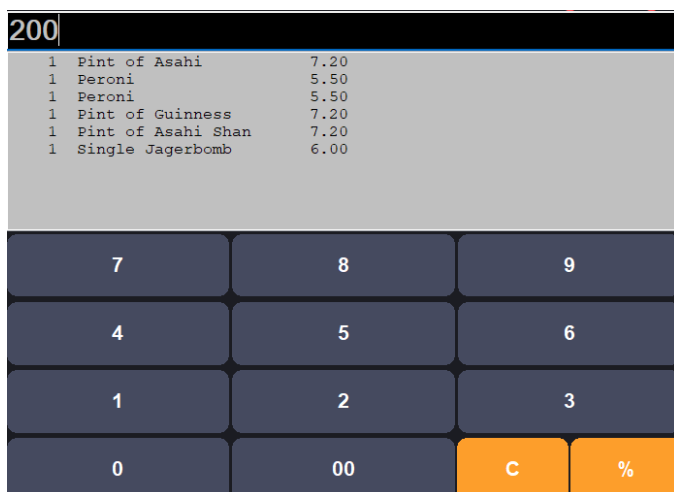 200
1 Pint of Asahi 7.20
1 Peroni 5.50
1 Peroni 5.50
1 Pint of Guinness 7.20
1 Pint of Asahi Shan 7.20
1 Single Jagerbomb 6.00
7 8 9
4 5 6
1 2 3
0 00 C %